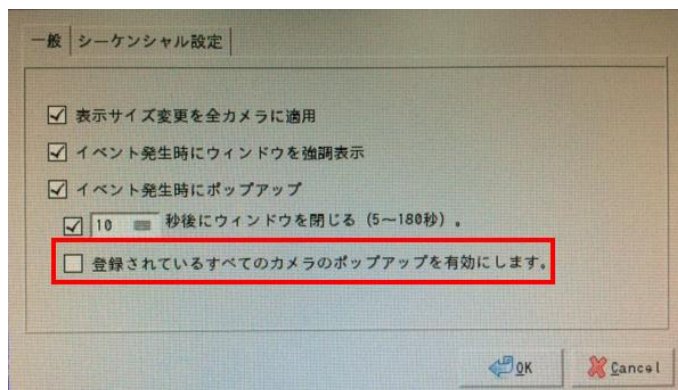 一般 シーケンシャル設定
表示サイズ変更を全カメラに適用
イベント発生時にウィンドウを強調表示
イベント発生時にポップアップ
10 秒後にウィンドウを閉じる（5～180秒）.
登録されているすべてのカメラのポップアップを有効にします。
OK Cancel